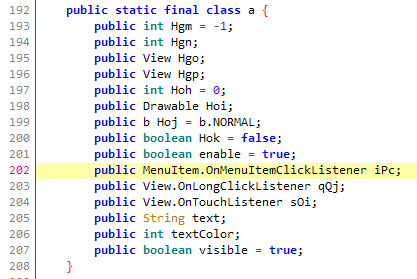 192 public static final class a {
193 public int Hgm = -1;
194 public int Hgn;
195 public View Hgo;
196 public View Hgp;
197 public int Hoh = 0;
198 public Drawable Hoi;
199 public b Hoj = b.NORMAL;
200 public boolean Hok = false;
201 public boolean enable = true;
202 public MenuItem.OnMenuItemClickListener iPc;
203 public View.OnLongClickListener qQj;
204 public View.OnTouchListener sOi;
205 public String text;
206 public int textColor;
207 public boolean visible = true;
208 }